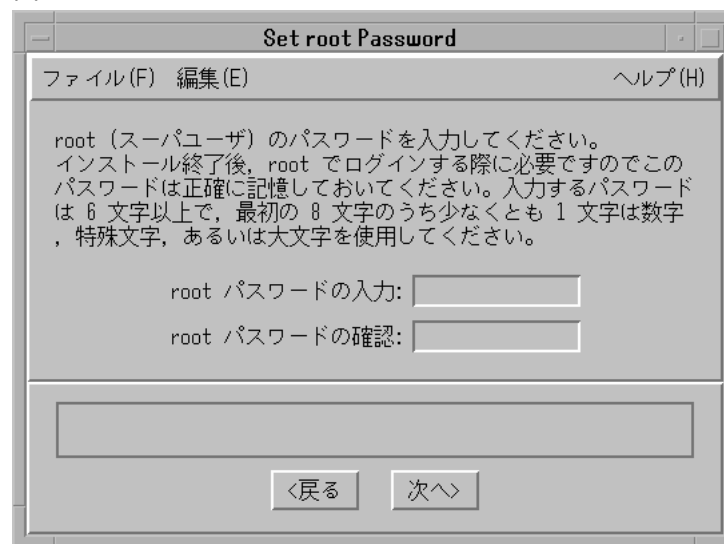 Set root Password
ファイル(F) 編集(E) ヘルプ(H)
root (スーパユーザ) のパスワードを入力してください。
インストール終了後, root でログインする際に必要ですのでこの
パスワードは正確に記憶しておいてください。入力するパスワード
は 6 文字以上で, 最初の 8 文字のうち少なくとも 1 文字は数字
, 特殊文字, あるいは大文字を使用してください。
root パスワードの入力:
root パスワードの確認:
<戻る 次へ>